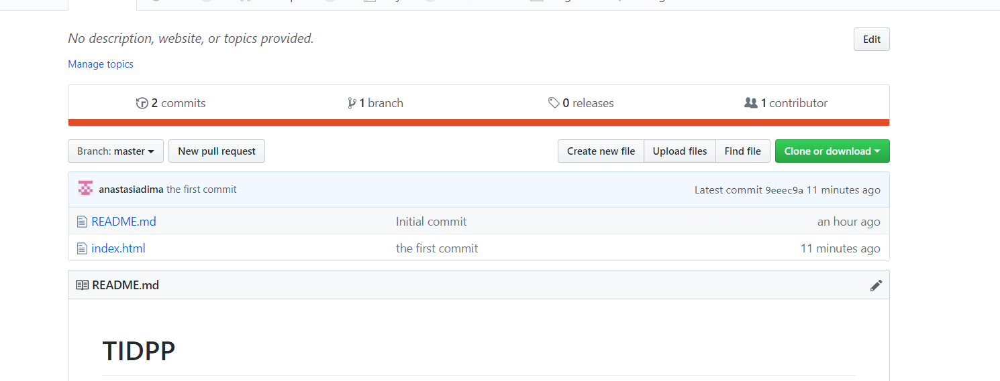 No description, website, or topics provided.
Edit
Manage topics
2 commits
1 branch
0 releases
1 contributor
Branch: master
New pull request
Create new file
Upload files
Find file
Clone or download
anastasiadima the first commit
Latest commit 9eeec9a 11 minutes ago
README.md
Initial commit
an hour ago
index.html
the first commit
11 minutes ago
README.md
TIDPP